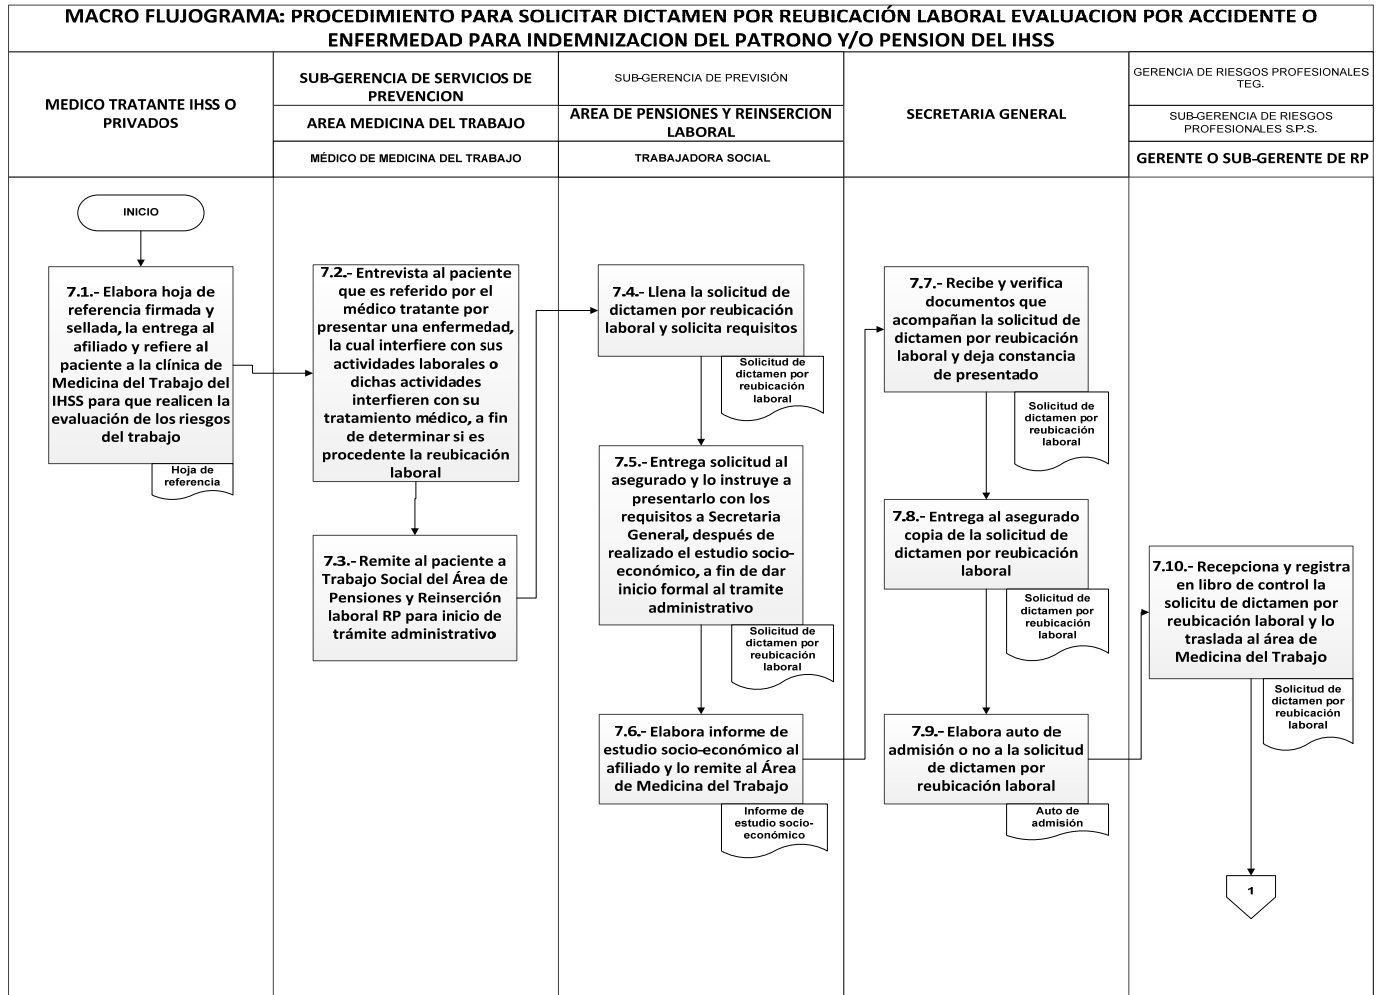 MACRO FLUJOGRAMA: PROCEDIMIENTO PARA SOLICITAR DICTAMEN POR REUBICACIÓN LABORAL EVALUACION POR ACCIDENTE O
ENFERMEDAD PARA INDEMNIZACION DEL PATRONO Y/O PENSION DEL IHSS
MEDICO TRATANTE IHSS O
PRIVADOS
SUB-GERENCIA DE SERVICIOS DE
PREVENCION
AREA MEDICINA DEL TRABAJO
MÉDICO DE MEDICINA DEL TRABAJO
SUB-GERENCIA DE PREVISIÓN
AREA DE PENSIONES Y REINSERCION
LABORAL
TRABAJADORA SOCIAL
SECRETARIA GENERAL
GERENCIA DE RIESGOS PROFESIONALES
TEG.
SUB-GERENCIA DE RIESGOS
PROFESIONALES S.P.S.
GERENTE O SUB-GERENTE DE RP
INICIO
7.1.- Elabora hoja de
referencia firmada y
sellada, la entrega al
afiliado y refiere al
paciente a la clínica de
Medicina del Trabajo del
IHSS para que realicen la
evaluación de los riesgos
del trabajo
Hoja de
referencia
7.2.- Entrevista al paciente
que es referido por el
médico tratante por
presentar una enfermedad,
la cual interfiere con sus
actividades laborales o
dichas actividades
interfieren con su
tratamiento médico, a fin
de determinar si es
procedente la reubicación
laboral
7.3.- Remite al paciente a
Trabajo Social del Área de
Pensiones y Reinserción
laboral RP para inicio de
trámite administrativo
7.4.- Llena la solicitud de
dictamen por reubicación
laboral y solicita requisitos
Solicitud de
dictamen por
reubicación
laboral
7.5.- Entrega solicitud al
asegurado y lo instruye a
presentarlo con los
requisitos a Secretaria
General, después de
realizado el estudio socio-
económico, a fin de dar
inicio formal al tramite
administrativo
Solicitud de
dictamen por
reubicación
laboral
7.6.- Elabora informe de
estudio socio-económico al
afiliado y lo remite al Área
de Medicina del Trabajo
Informe de
estudio socio-
económico
7.7.- Recibe y verifica
documentos que
acompañan la solicitud de
dictamen por reubicación
laboral y deja constancia
de presentado
Solicitud de
dictamen por
reubicación
laboral
7.8.- Entrega al asegurado
copia de la solicitud de
dictamen por reubicación
laboral
Solicitud de
dictamen por
reubicación
laboral
7.9.- Elabora auto de
admisión o no a la solicitud
de dictamen por
reubicación laboral
Auto de
admisión
7.10.- Recepciona y registra
en libro de control la
solicitu de dictamen por
reubicación laboral y lo
traslada al área de
Medicina del Trabajo
Solicitud de
dictamen por
reubicación
laboral
1